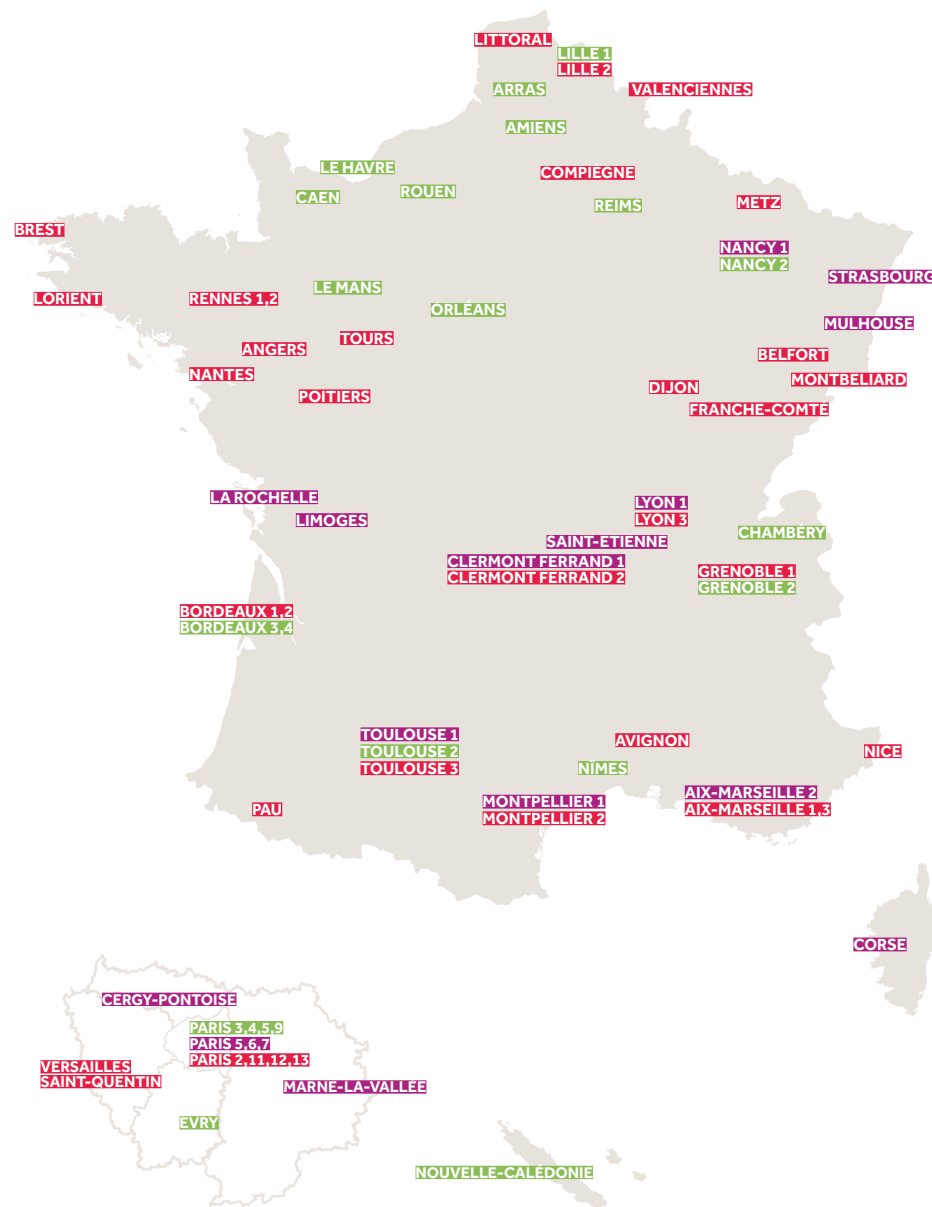 LITTORAL
LILLE 1
LILLE 2
ARRAS
VALENCIENNES
AMIENS
LE HAVRE
COMPIÈGNE
CAEN
ROUEN
REIMS
METZ
BREST
NANCY 1
NANCY 2
STRASBOURG
LORIENT
RENNES 1,2
LE MANS
ORLÉANS
MULHOUSE
ANGERS
TOURS
BELFORT
NANTES
POITIERS
DIJON
MONTBELIARD
FRANCHE-COMTÉ
LA ROCHELLE
LIMOGES
LYON 1
LYON 3
CHAMBÉRY
SAINT-ETIENNE
CLERMONT FERRAND 1
CLERMONT FERRAND 2
GRENOBLE 1
GRENOBLE 2
BORDEAUX 1,2
BORDEAUX 3,4
TOULOUSE 1
TOULOUSE 2
TOULOUSE 3
AVIGNON
NÎMES
NICE
PAU
MONTPELLIER 1
MONTPELLIER 2
AIX-MARSEILLE 2
AIX-MARSEILLE 1,3
CORSE
CERGY-PONTOISE
PARIS 3,4,5,9
PARIS 5,6,7
PARIS 2,11,12,13
VERSAILLES
SAINT-QUENTIN
MARNE-LA-VALLÉE
EVRY
NOUVELLE-CALÉDONIE